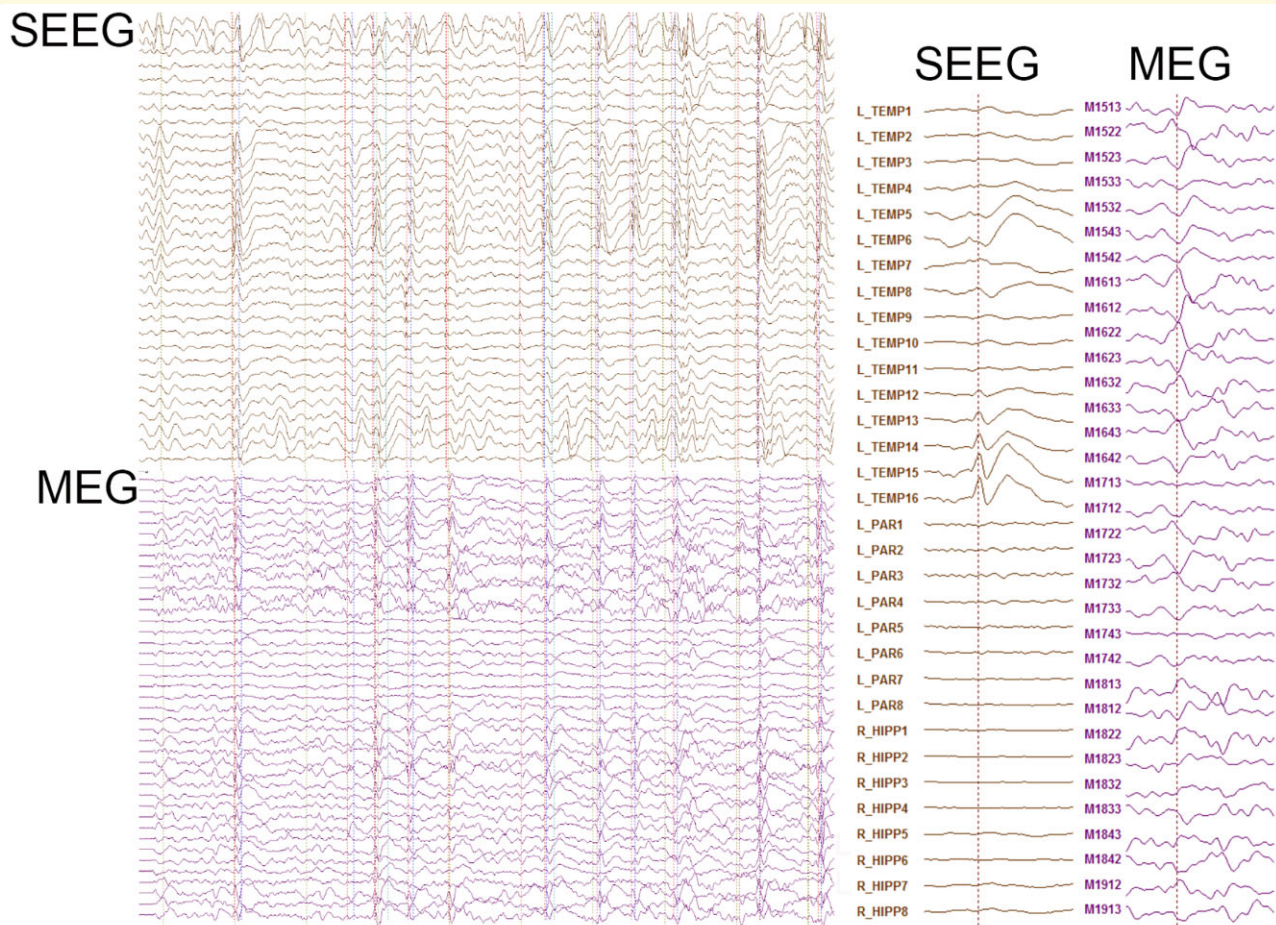 SEEG
MEG
SEEG
L_TEMP1
L_TEMP2
L_TEMP3
L_TEMP4
L_TEMP5
L_TEMP6
L_TEMP7
L_TEMP8
L_TEMP9
L_TEMP10
L_TEMP11
L_TEMP12
L_TEMP13
L_TEMP14
L_TEMP15
L_TEMP16
L_PAR1
L_PAR2
L_PAR3
L_PAR4
L_PAR5
L_PAR6
L_PAR7
L_PAR8
R_HIPP1
R_HIPP2
R_HIPP3
R_HIPP4
R_HIPP5
R_HIPP6
R_HIPP7
R_HIPP8
MEG
M1513
M1522
M1523
M1533
M1532
M1543
M1542
M1613
M1612
M1622
M1623
M1632
M1633
M1643
M1642
M1713
M1712
M1722
M1723
M1732
M1733
M1743
M1742
M1813
M1812
M1822
M1823
M1832
M1833
M1843
M1842
M1912
M1913